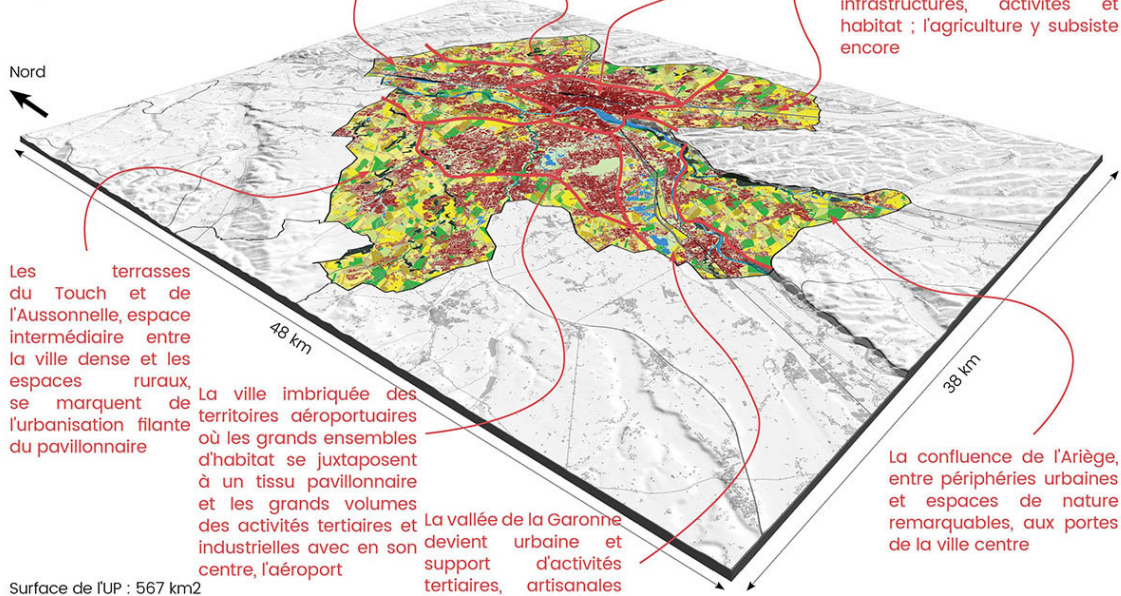 infrastructures, activités et
habitat ; l'agriculture y subsiste
encore
Nord
Les terrasses
du Touch et de
l'Aussonnelle, espace
intermédiaire entre
la ville dense et les
espaces ruraux,
se marquent de
l'urbanisation filante
du pavillonnaire
48 km
38 km
La ville imbriquée des
territoires aéroportuaires
où les grands ensembles
d'habitat se juxtaposent
à un tissu pavillonnaire
et les grands volumes
des activités tertiaires et
industrielles avec en son
centre, l'aéroport
La vallée de la Garonne
devient urbaine et
support d'activités
tertiaires, artisanales
La confluence de l'Ariège,
entre périphéries urbaines
et espaces de nature
remarquables, aux portes
de la ville centre
Surface de l'UP : 567 km2